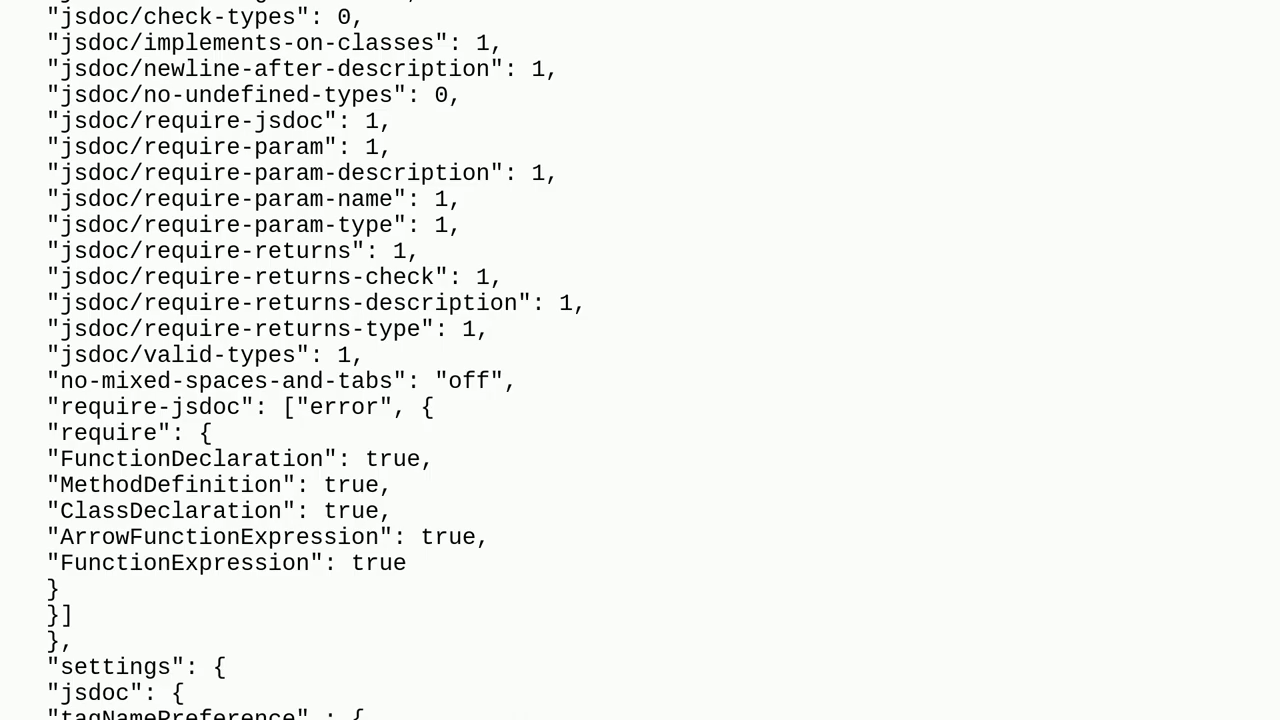 "jsdoc/check-types": 0,
"jsdoc/implements-on-classes": 1,
"jsdoc/newline-after-description": 1,
"jsdoc/no-undefined-types": 0,
"jsdoc/require-jsdoc": 1,
"jsdoc/require-param": 1,
"jsdoc/require-param-description": 1,
"jsdoc/require-param-name": 1,
"jsdoc/require-param-type": 1,
"jsdoc/require-returns": 1,
"jsdoc/require-returns-check": 1,
"jsdoc/require-returns-description": 1,
"jsdoc/require-returns-type": 1,
"jsdoc/valid-types": 1,
"no-mixed-spaces-and-tabs": "off",
"require-jsdoc": ["error", {
"require": {
"FunctionDeclaration": true,
"MethodDefinition": true,
"ClassDeclaration": true,
"ArrowFunctionExpression": true,
"FunctionExpression": true
}
}]
},
"settings": {
"jsdoc": {
"tagNamePreference" : {